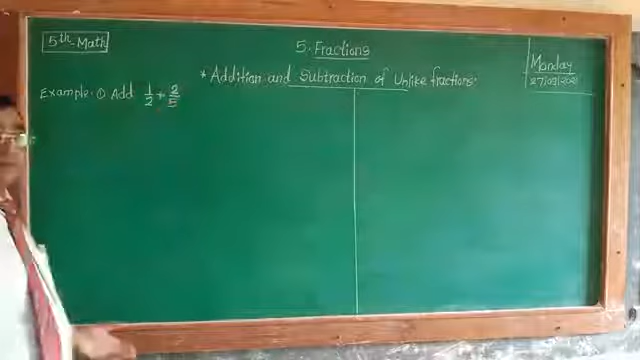 5th-Math
5. Fractions
Monday
27/09/2021
* Addition and Subtraction of Unlike fractions.
Example. ① Add 1/2 + 2/5